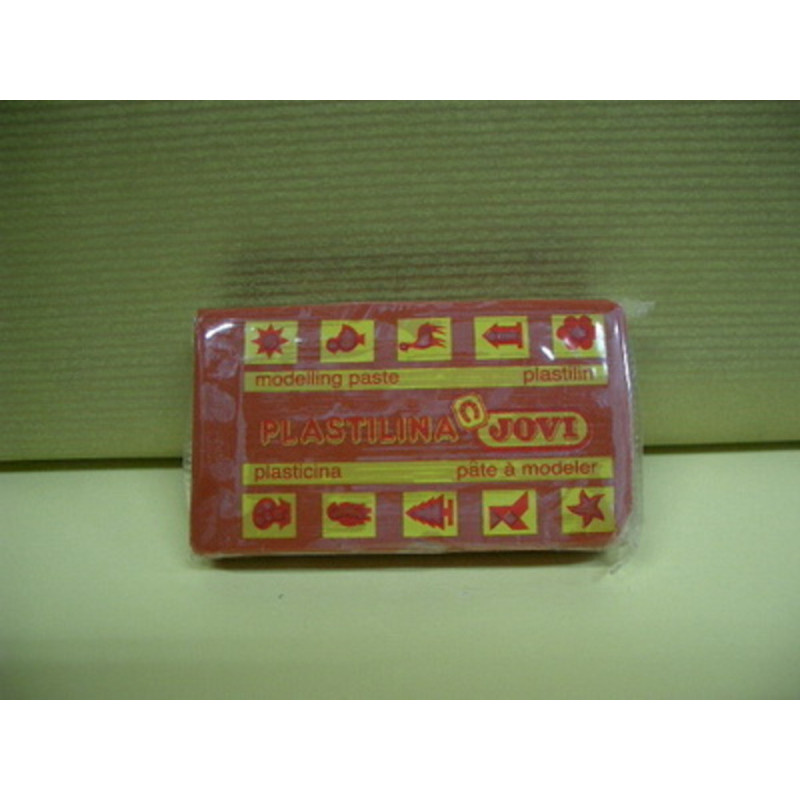 modelling paste plastilin
PLASTILINA C JOVI
plasticina pâte à modeler